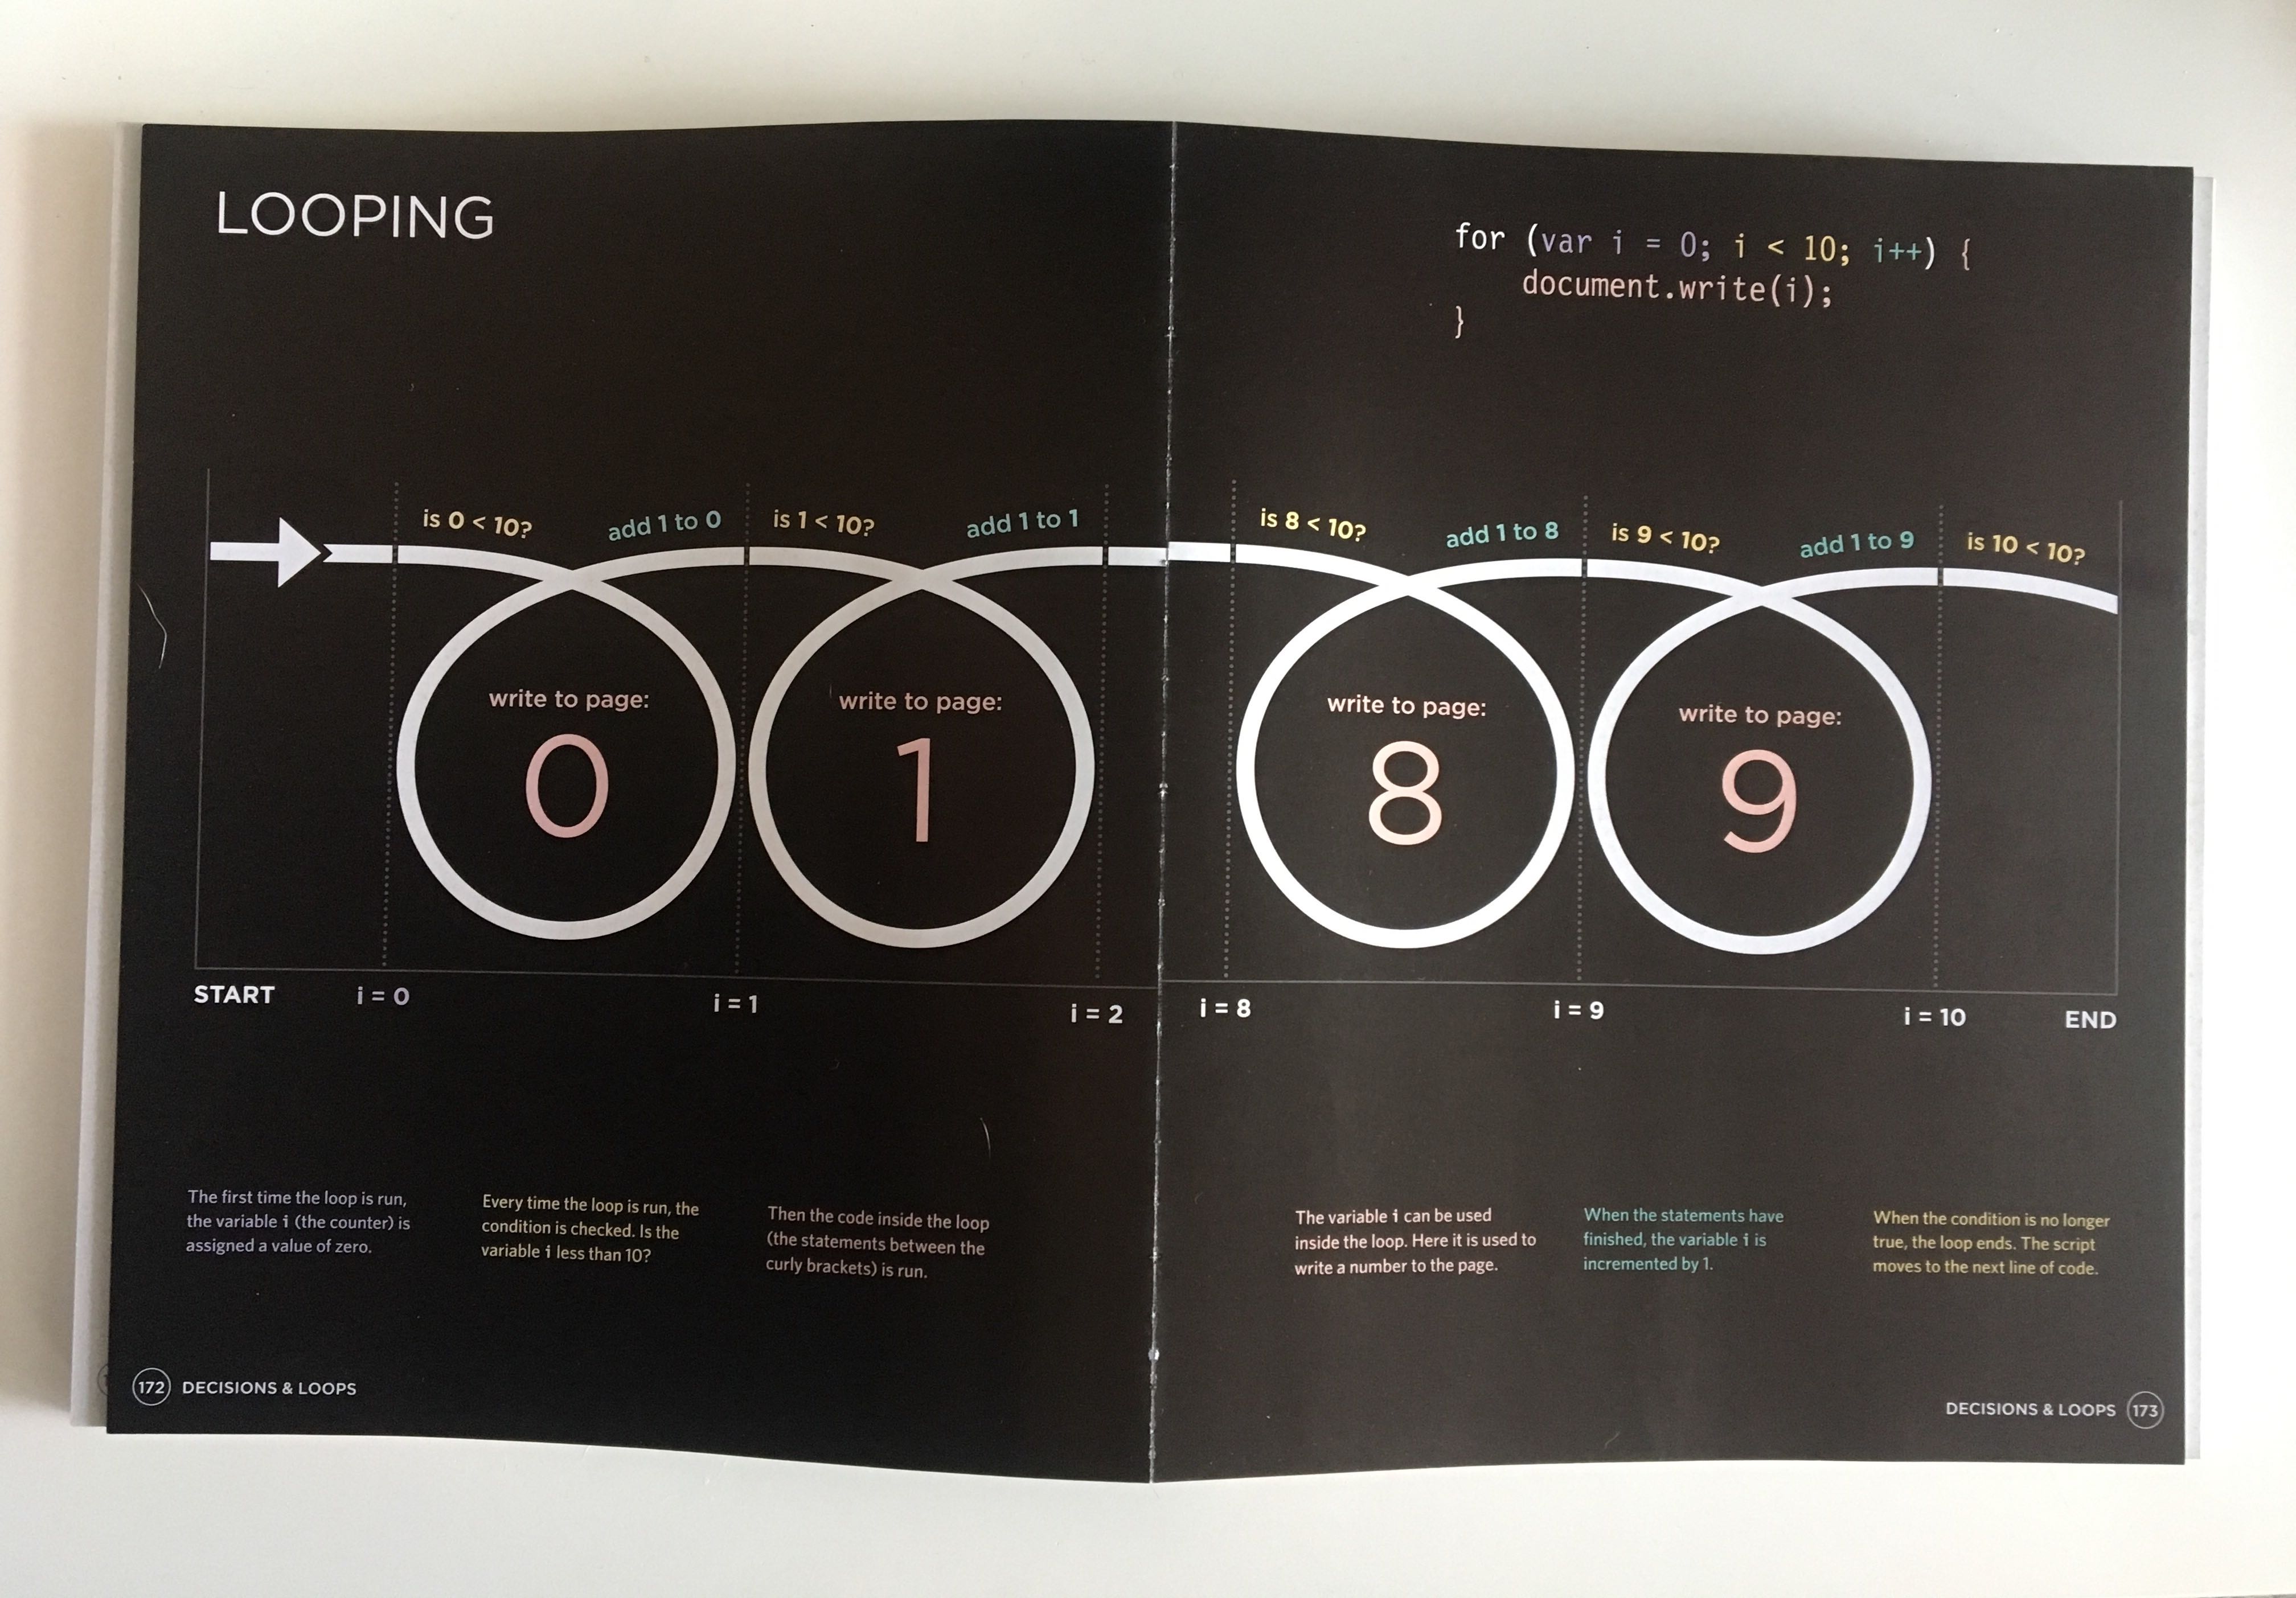 LOOPING
for (var i = 0; i < 10; i++) {
document.write(i);
}
is 0 < 10?
add 1 to 0
is 1 < 10?
add 1 to 1
is 8 < 10?
add 1 to 8
is 9 < 10?
add 1 to 9
is 10 < 10?
write to page:
0
write to page:
1
write to page:
8
write to page:
9
START
i = 0
i = 1
i = 2
i = 8
i = 9
i = 10
END
The first time the loop is run,
the variable i (the counter) is
assigned a value of zero.
Every time the loop is run, the
condition is checked. Is the
variable i less than 10?
Then the code inside the loop
(the statements between the
curly brackets) is run.
The variable i can be used
inside the loop. Here it is used to
write a number to the page.
When the statements have
finished, the variable i is
incremented by 1.
When the condition is no longer
true, the loop ends. The script
moves to the next line of code.
172 DECISIONS & LOOPS
DECISIONS & LOOPS 173